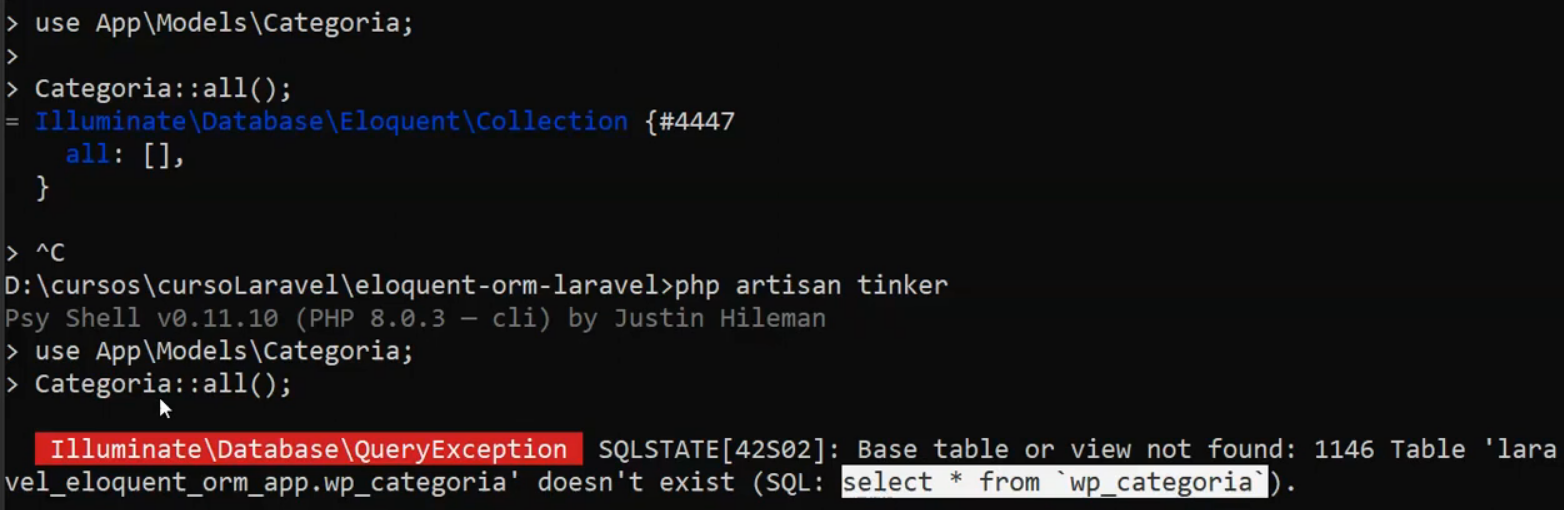 > use App\Models\Categoria;
>
> Categoria::all();
= Illuminate\Database\Eloquent\Collection {#4447
    all: [],
  }
> ^C
D:\cursos\cursoLaravel\eloquent-orm-laravel>php artisan tinker
Psy Shell v0.11.10 (PHP 8.0.3 — cli) by Justin Hileman
> use App\Models\Categoria;
> Categoria::all();
   Illuminate\Database\QueryException  SQLSTATE[42S02]: Base table or view not found: 1146 Table 'lara
vel_eloquent_orm_app.wp_categoria' doesn't exist (SQL: select * from `wp_categoria`).